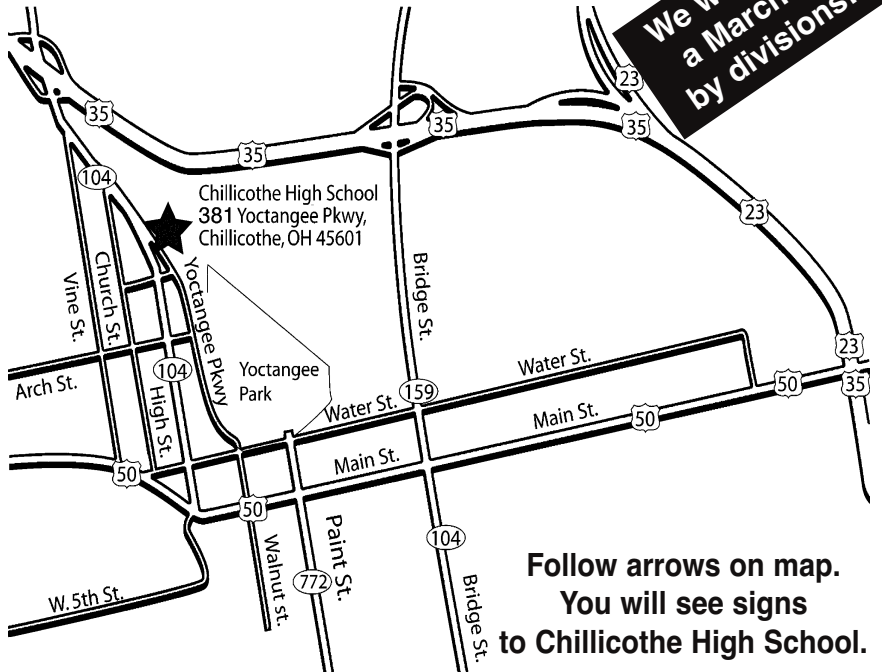 We w
a March
by divisions.
23
35
35
35
35
104
23
Chillicothe High School
381 Yoctangee Pkwy,
Chillicothe, OH 45601
Vine St.
Church St.
Yoctangee Pkwy
Bridge St.
Arch St.
104
High St.
Yoctangee
Park
Water St.
159
Water St.
23
50
35
Main St.
50
Main St.
50
50
W. 5th St.
Walnut st.
772
Paint St.
104
Bridge St.
Follow arrows on map.
You will see signs
to Chillicothe High School.